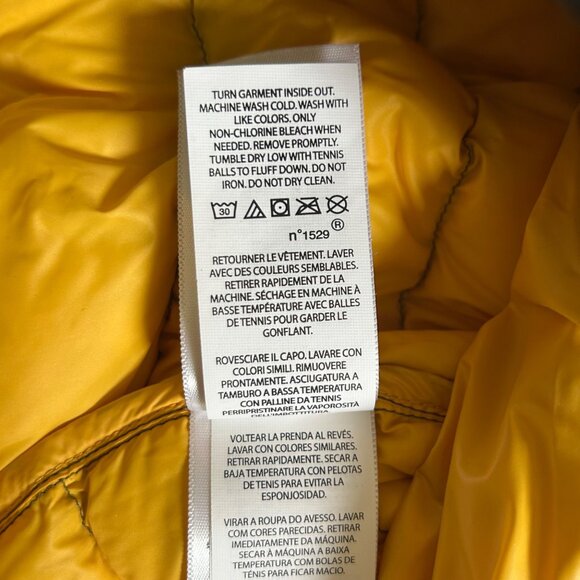 TURN GARMENT INSIDE OUT.
MACHINE WASH COLD. WASH WITH
LIKE COLORS. ONLY
NON-CHLORINE BLEACH WHEN
NEEDED. REMOVE PROMPTLY.
TUMBLE DRY LOW WITH TENNIS
BALLS TO FLUFF DOWN. DO NOT
IRON. DO NOT DRY CLEAN.
30
n°1529 ®
RETOURNER LE VÊTEMENT. LAVER
AVEC DES COULEURS SEMBLABLES.
RETIRER RAPIDEMENT DE LA
MACHINE. SÉCHAGE EN MACHINE À
BASSE TEMPÉRATURE AVEC BALLES
DE TENNIS POUR GARDER LE
GONFLANT.
ROVESCIARE IL CAPO. LAVARE CON
COLORI SIMILI. RIMUOVERE
PRONTAMENTE. ASCIUGATURA A
TAMBURO A BASSA TEMPERATURA
CON PALLINE DA TENNIS
PERRIPRISTINARE LA VAPOROSITÀ
DELL'IMBOTTITURA.
VOLTEAR LA PRENDA AL REVÉS.
LAVAR CON COLORES SIMILARES.
RETIRAR RAPIDAMENTE. SECAR A
BAJA TEMPERATURA CON PELOTAS
DE TENIS PARA EVITAR LA
ESPONJOSIDAD.
VIRAR A ROUPA DO AVESSO. LAVAR
COM CORES PARECIDAS. RETIRAR
IMEDIATAMENTE DA MÁQUINA.
SECAR À MÁQUINA A BAIXA
TEMPERATURA COM BOLAS DE
TÉNIS PARA FICAR MACIO.